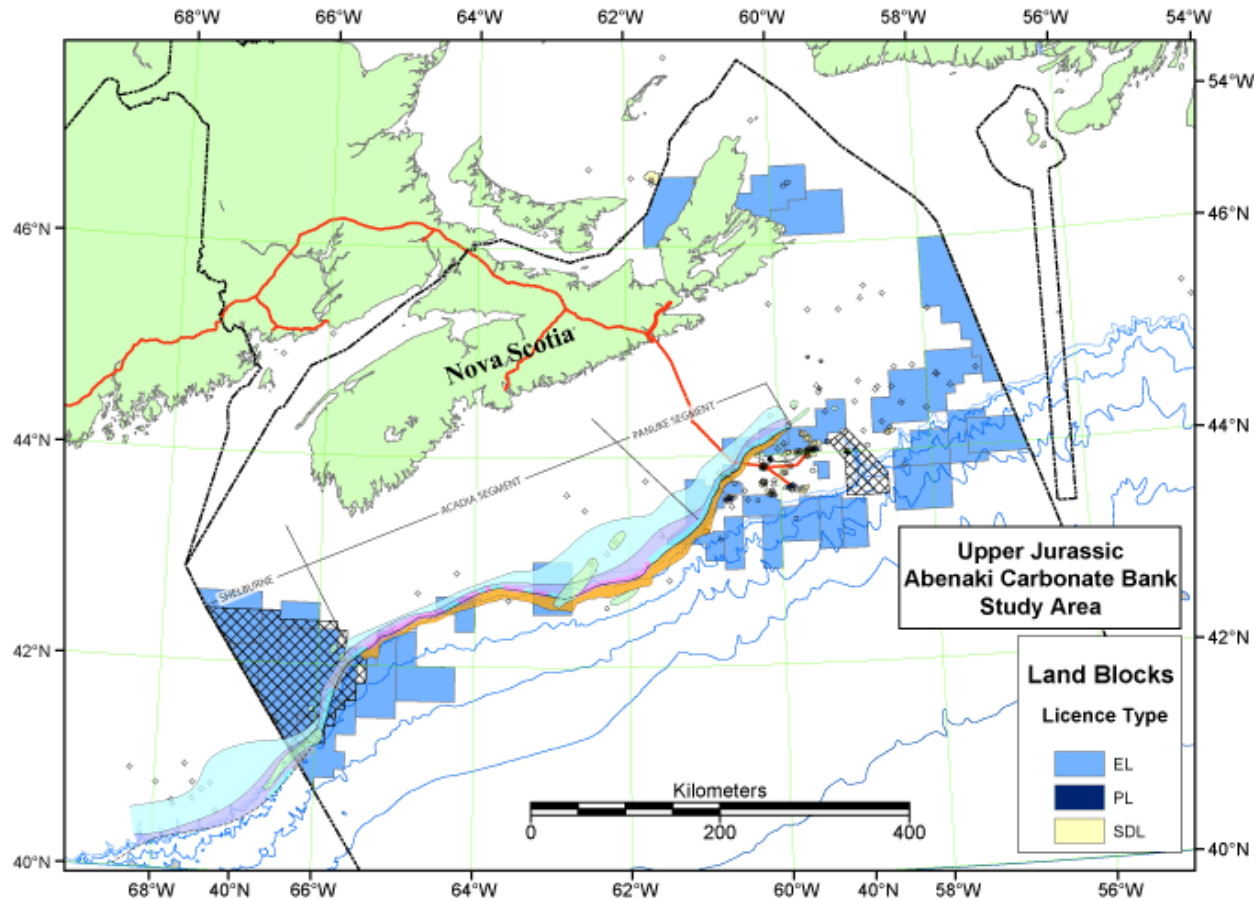 68°W 66°W 64°W 62°W 60°W 58°W 56°W 54°W
54°W
46°N 46°N
Nova Scotia
44°N 44°N
PANUKE SEGMENT
ACADIA SEGMENT
SHELBURNE
Upper Jurassic
Abenaki Carbonate Bank
Study Area
42°N 42°N
Land Blocks
Licence Type
EL
PL
SDL
Kilometers
0 200 400
40°N 40°N
68°W 40°N 66°W 64°W 62°W 60°W 40°N 58°W 56°W